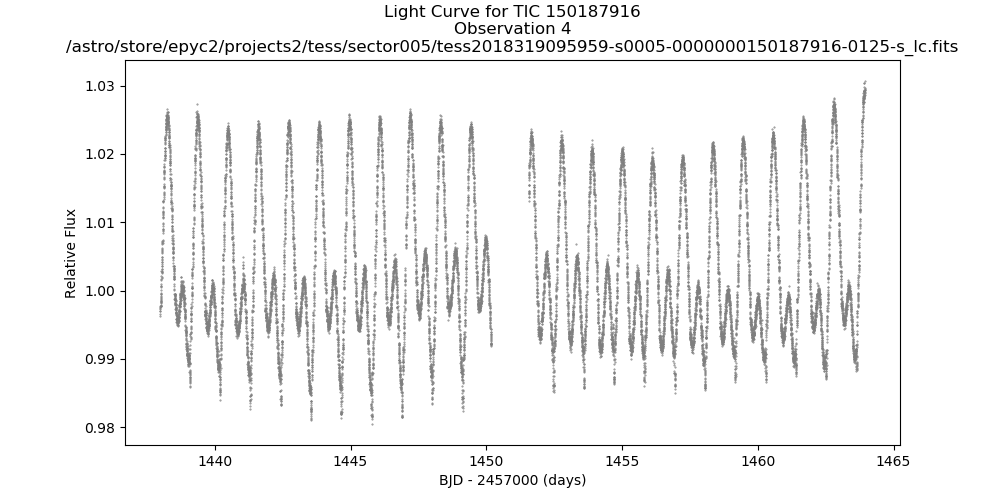 Light Curve for TIC 150187916
Observation 4
/astro/store/epyc2/projects2/tess/sector005/tess2018319095959-s0005-0000000150187916-0125-s_lc.fits
1.03
1.02
1.01
1.00
0.99
0.98
Relative Flux
1440
1445
1450
1455
1460
1465
BJD - 2457000 (days)